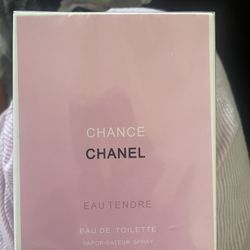 CHANCE
CHANEL
EAU TENDRE
EAU DE TOILETTE
VAPORISATEUR SPRAY